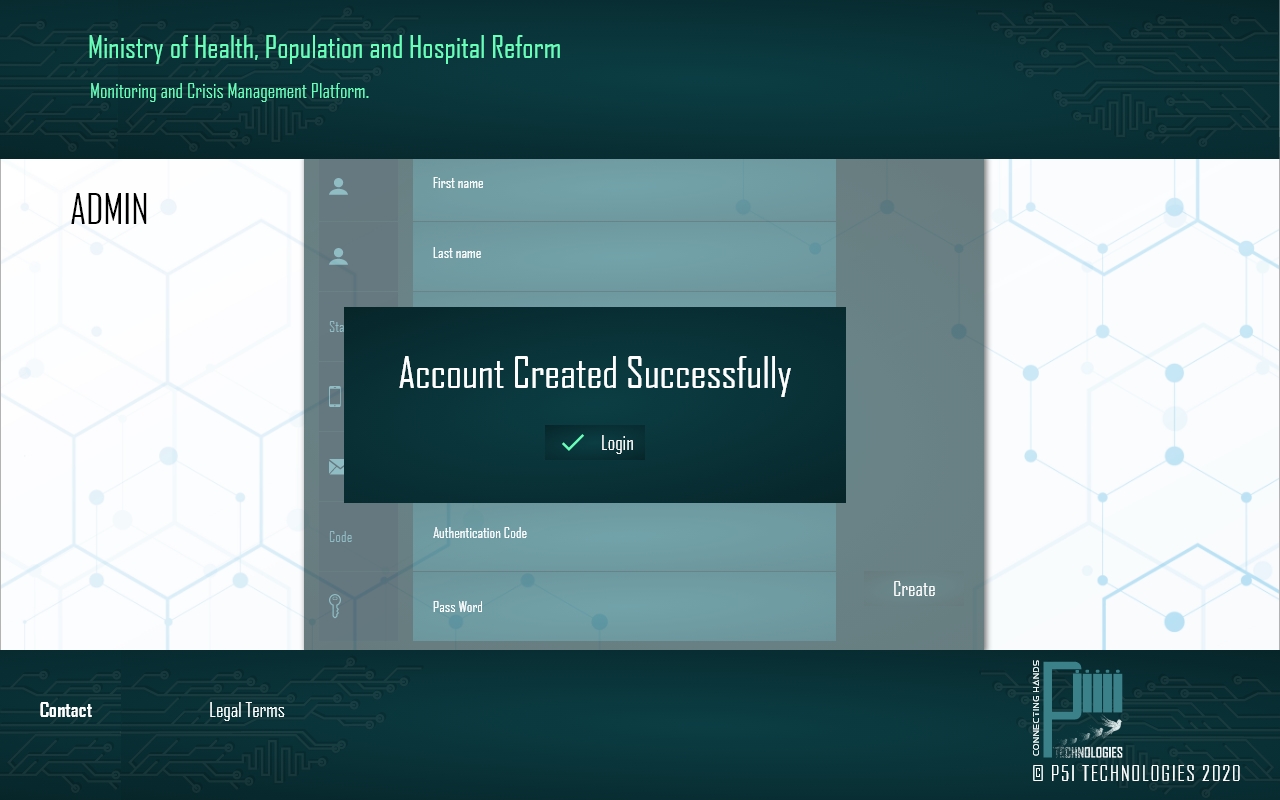 Ministry of Health, Population and Hospital Reform
Monitoring and Crisis Management Platform.
ADMIN
First name
Last name
Sta
Account Created Successfully
Login
Code
Authentication Code
Create
Pass Word
Contact
Legal Terms
CONNECTING HANDS
TECHNOLOGIES
© P5I TECHNOLOGIES 2020